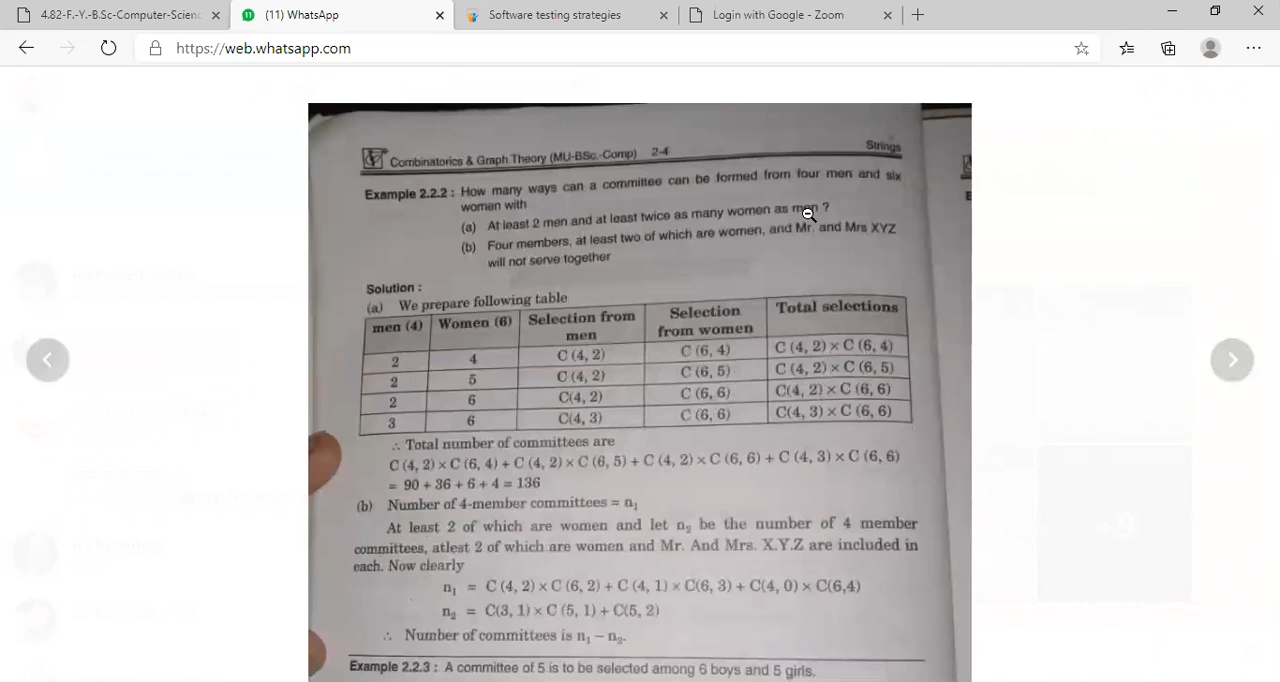 4.82-F.-Y.-B.Sc-Computer-Scienc
(11) WhatsApp
Software testing strategies
Login with Google - Zoom
https://web.whatsapp.com
Combinatorics & Graph Theory (MU-BSc.-Comp) 2-4 Strings
Example 2.2.2 : How many ways can a committee can be formed from four men and six
women with
(a) At least 2 men and at least twice as many women as men ?
(b) Four members, at least two of which are women, and Mr. and Mrs XYZ
will not serve together
Solution :
(a) We prepare following table
men (4) Women (6) Selection from men Selection from women Total selections
2 4 C (4, 2) C (6, 4) C (4, 2) × C (6, 4)
2 5 C (4, 2) C (6, 5) C (4, 2) × C (6, 5)
2 6 C(4, 2) C (6, 6) C(4, 2) × C (6, 6)
3 6 C(4, 3) C (6, 6) C(4, 3) × C (6, 6)
∴ Total number of committees are
C (4, 2) × C (6, 4) + C (4, 2) × C (6, 5) + C (4, 2) × C (6, 6) + C (4, 3) × C (6, 6)
= 90 + 36 + 6 + 4 = 136
(b) Number of 4-member committees = n₁
At least 2 of which are women and let n₂ be the number of 4 member
committees, atlest 2 of which are women and Mr. And Mrs. X.Y.Z are included in
each. Now clearly
n₁ = C (4, 2) × C (6, 2) + C (4, 1) × C(6, 3) + C(4, 0) × C(6,4)
n₂ = C(3, 1) × C (5, 1) + C(5, 2)
∴ Number of committees is n₁ – n₂.
Example 2.2.3 : A committee of 5 is to be selected among 6 boys and 5 girls.
+9